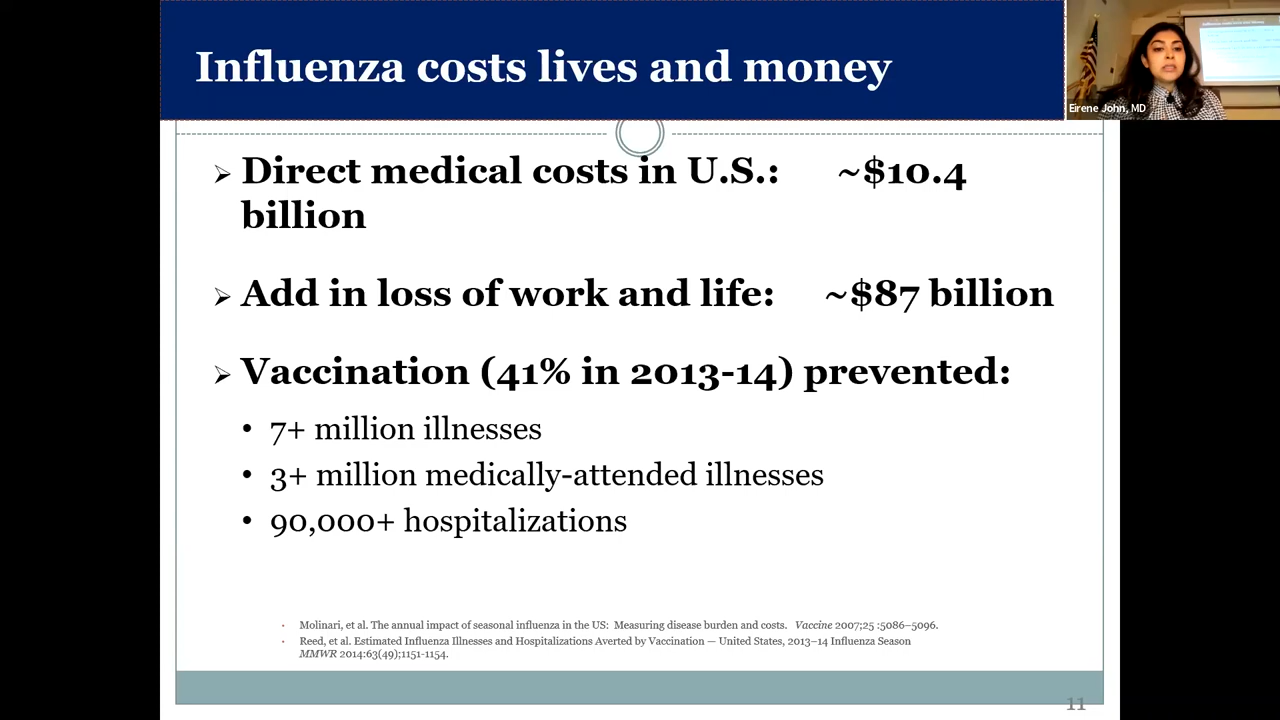 Influenza costs lives and money
Eirene John, MD
➢ Direct medical costs in U.S.: ~$10.4
billion
➢ Add in loss of work and life: ~$87 billion
➢ Vaccination (41% in 2013-14) prevented:
• 7+ million illnesses
• 3+ million medically-attended illnesses
• 90,000+ hospitalizations
• Molinari, et al. The annual impact of seasonal influenza in the US: Measuring disease burden and costs. Vaccine 2007;25 :5086–5096.
• Reed, et al. Estimated Influenza Illnesses and Hospitalizations Averted by Vaccination — United States, 2013–14 Influenza Season
MMWR 2014:63(49);1151-1154.
11